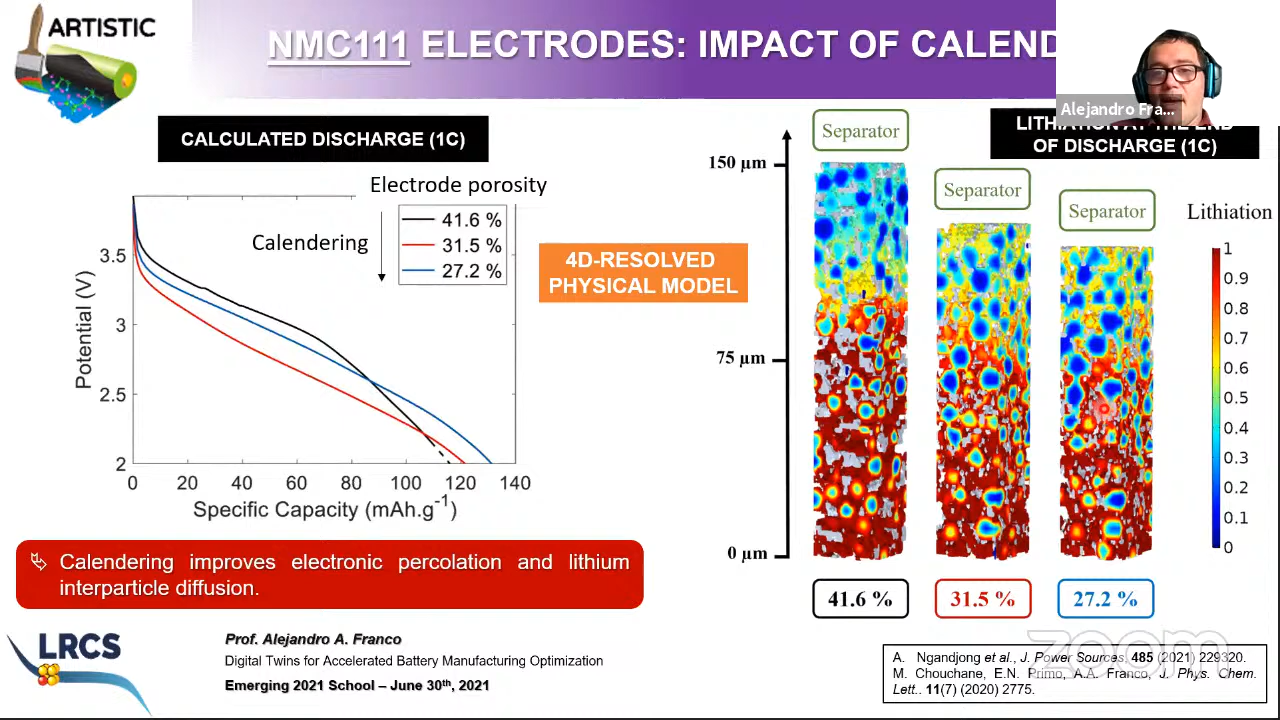 ARTISTIC
NMC111 ELECTRODES: IMPACT OF CALEND
Alejandro Fra...
CALCULATED DISCHARGE (1C)
LITHIATION AT THE END
OF DISCHARGE (1C)
Electrode porosity
41.6 %
31.5 %
27.2 %
Calendering
Potential (V)
3.5
3
2.5
2
0 20 40 60 80 100 120 140
Specific Capacity (mAh.g-1)
4D-RESOLVED
PHYSICAL MODEL
150 µm
75 µm
0 µm
Separator
Separator
Separator
Lithiation
1
0.9
0.8
0.7
0.6
0.5
0.4
0.3
0.2
0.1
0
41.6 %
31.5 %
27.2 %
Calendering improves electronic percolation and lithium
interparticle diffusion.
LRCS
Prof. Alejandro A. Franco
Digital Twins for Accelerated Battery Manufacturing Optimization
Emerging 2021 School – June 30th, 2021
zoom
A. Ngandjong et al., J. Power Sources. 485 (2021) 229320.
M. Chouchane, E.N. Primo, A.A. Franco, J. Phys. Chem.
Lett.. 11(7) (2020) 2775.